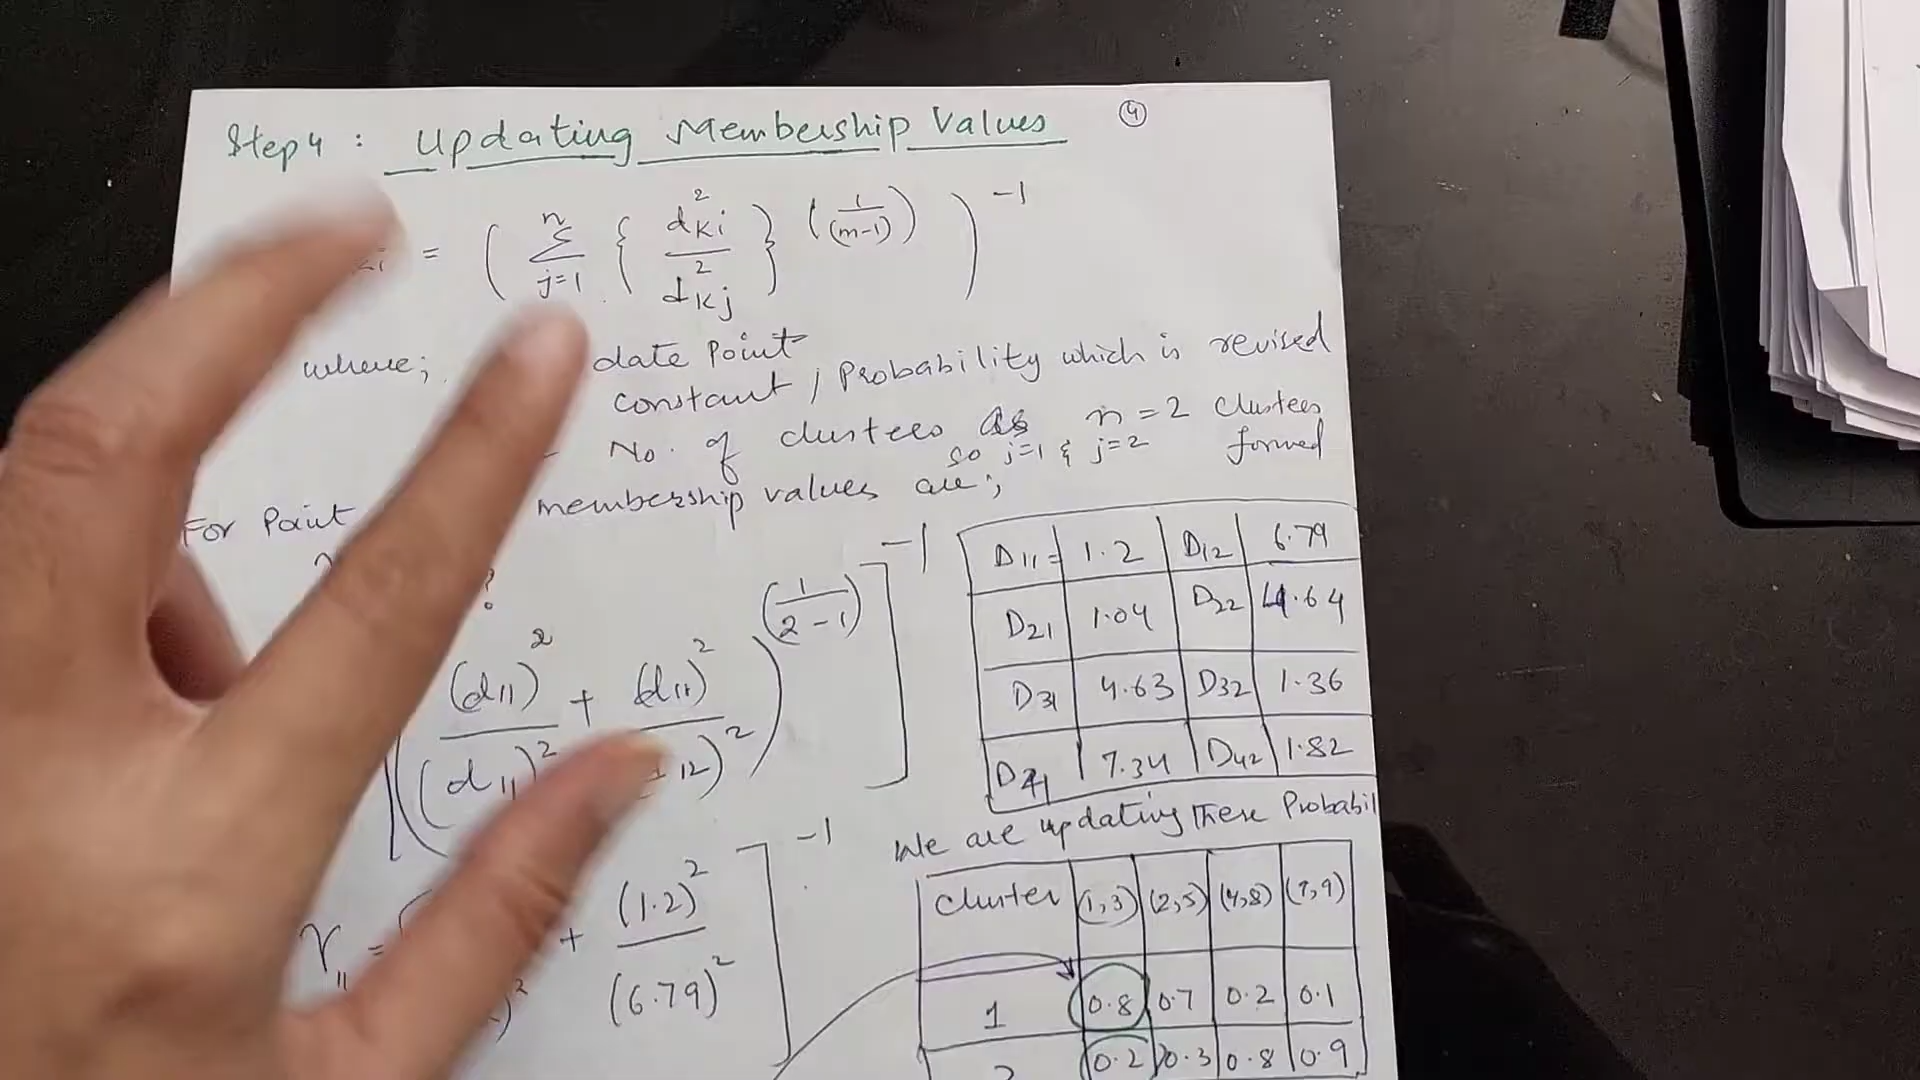 Step 4 : Updating Membership Values ④
= ( n Σ j=1 { d²ki / d²kj } (1/(m-1)) ) -1
where; date Point
constant / Probability which is revised
No. of clusters As n = 2 clusters
so j=1 & j=2 formed
For Point membership values are;
?
[ ( (d11)² / (d11)² + (d11)² / 12)² ) (1/(2-1)) ] -1
D11= 1.2 D12 6.79
D21 1.04 D22 4.64
D31 4.63 D32 1.36
D41 7.34 D42 1.82
We are updating These Probabil
γ11 = + (1.2)² / (6.79)² ] -1
Cluster (1,3) (2,5) (4,8) (7,9)
1 0.8 0.7 0.2 0.1
2 0.2 0.3 0.8 0.9